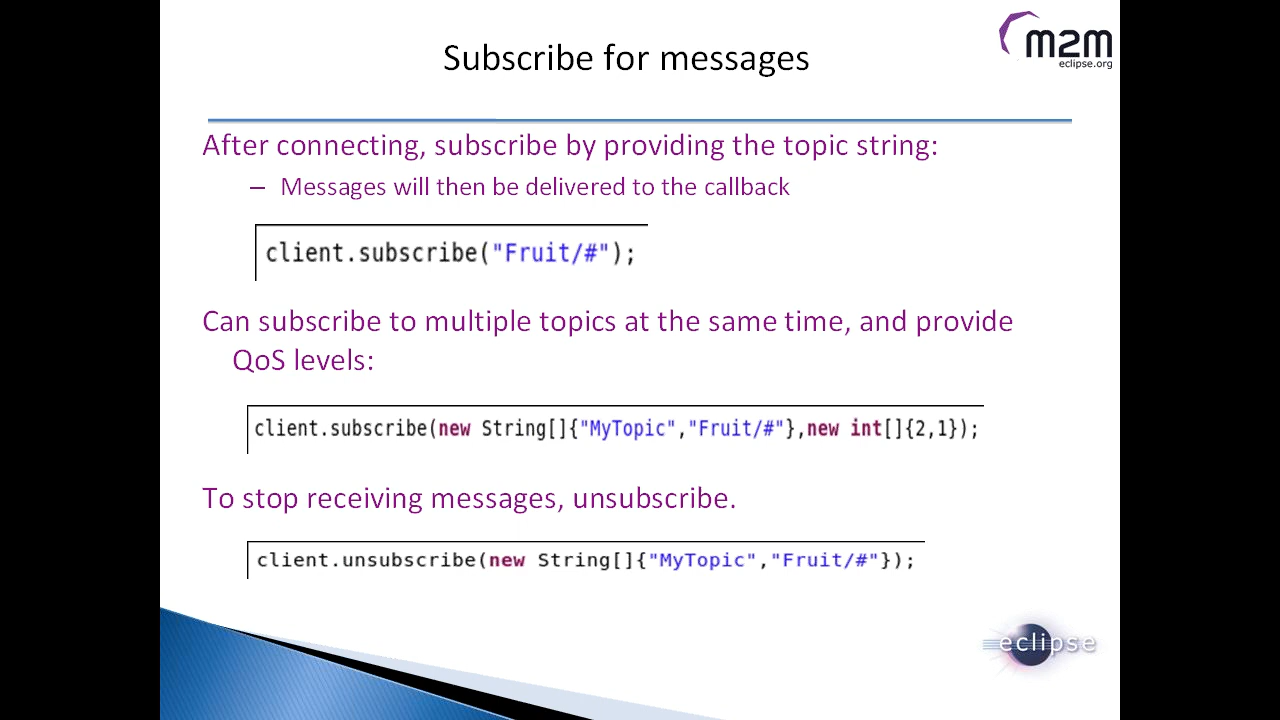 Subscribe for messages
m2m
eclipse.org
After connecting, subscribe by providing the topic string:
– Messages will then be delivered to the callback
client.subscribe("Fruit/#");
Can subscribe to multiple topics at the same time, and provide
QoS levels:
client.subscribe(new String[]{"MyTopic","Fruit/#"},new int[]{2,1});
To stop receiving messages, unsubscribe.
client.unsubscribe(new String[]{"MyTopic","Fruit/#"});
eclipse